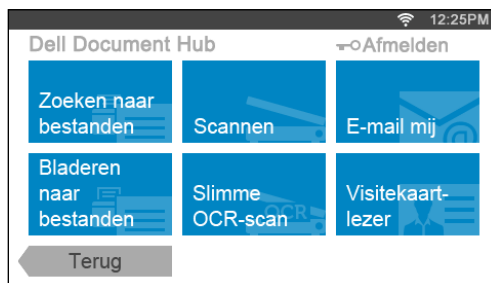 12:25PM
Dell Document Hub
Afmelden
Zoeken naar
bestanden
Scannen
E-mail mij
Bladeren
naar
bestanden
Slimme
OCR-scan
OCR
Visitekaart-
lezer
Terug